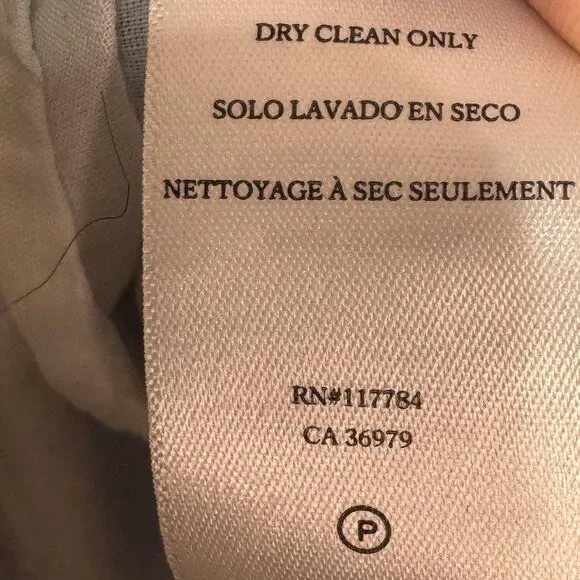 DRY CLEAN ONLY
SOLO LAVADO EN SECO
NETTOYAGE À SEC SEULEMENT
RN#117784
CA 36979
P